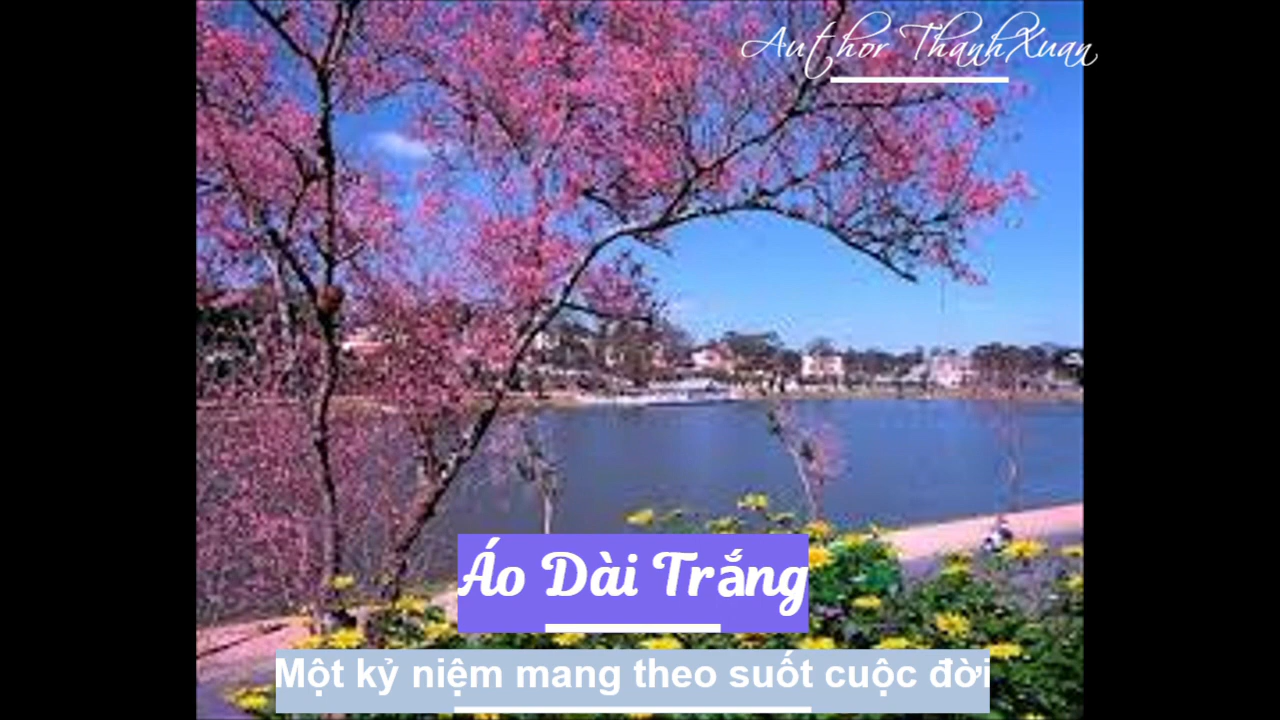 Author ThanhXuan
Áo Dài Trắng
Một kỷ niệm mang theo suốt cuộc đời